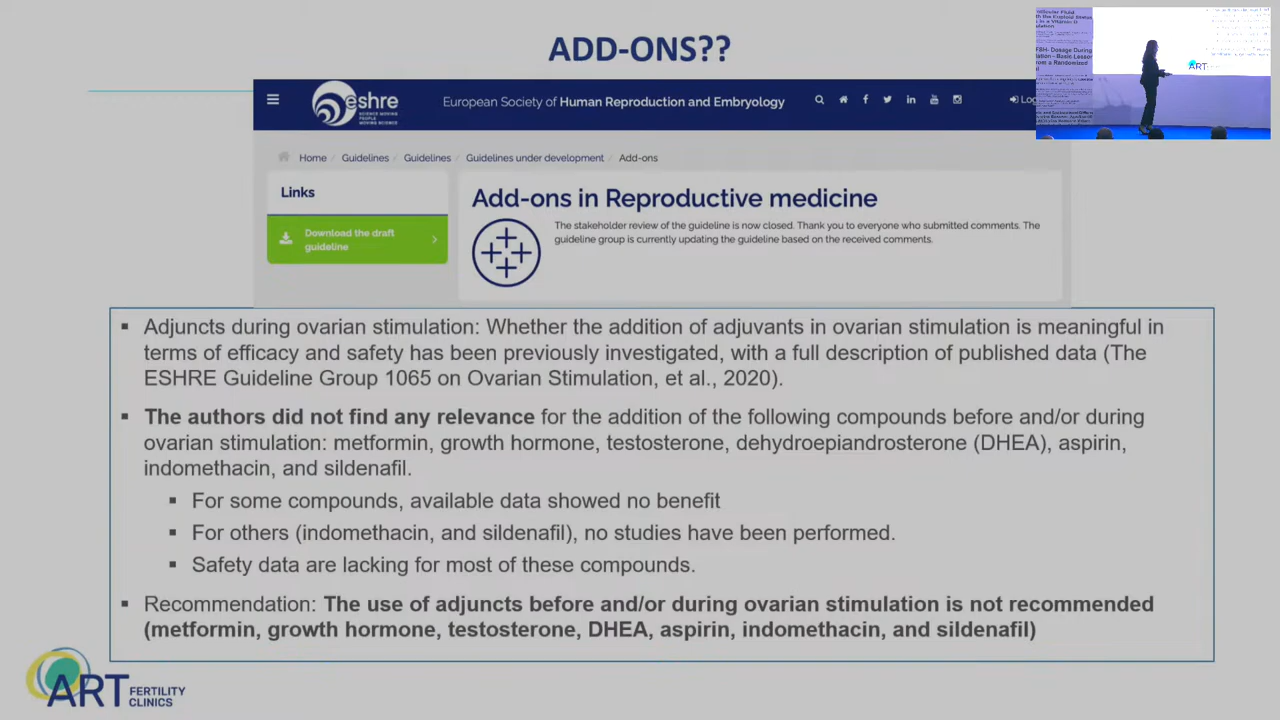 ADD-ONS??
eshre
SCIENCE MOVING
PEOPLE
MOVING SCIENCE
European Society of Human Reproduction and Embryology
Log
Home / Guidelines / Guidelines / Guidelines under development / Add-ons
Links
Download the draft
guideline
Add-ons in Reproductive medicine
The stakeholder review of the guideline is now closed. Thank you to everyone who submitted comments. The
guideline group is currently updating the guideline based on the received comments.
▪ Adjuncts during ovarian stimulation: Whether the addition of adjuvants in ovarian stimulation is meaningful in
terms of efficacy and safety has been previously investigated, with a full description of published data (The
ESHRE Guideline Group 1065 on Ovarian Stimulation, et al., 2020).
▪ The authors did not find any relevance for the addition of the following compounds before and/or during
ovarian stimulation: metformin, growth hormone, testosterone, dehydroepiandrosterone (DHEA), aspirin,
indomethacin, and sildenafil.
▪ For some compounds, available data showed no benefit
▪ For others (indomethacin, and sildenafil), no studies have been performed.
▪ Safety data are lacking for most of these compounds.
▪ Recommendation: The use of adjuncts before and/or during ovarian stimulation is not recommended
(metformin, growth hormone, testosterone, DHEA, aspirin, indomethacin, and sildenafil)
ART FERTILITY
CLINICS
ART